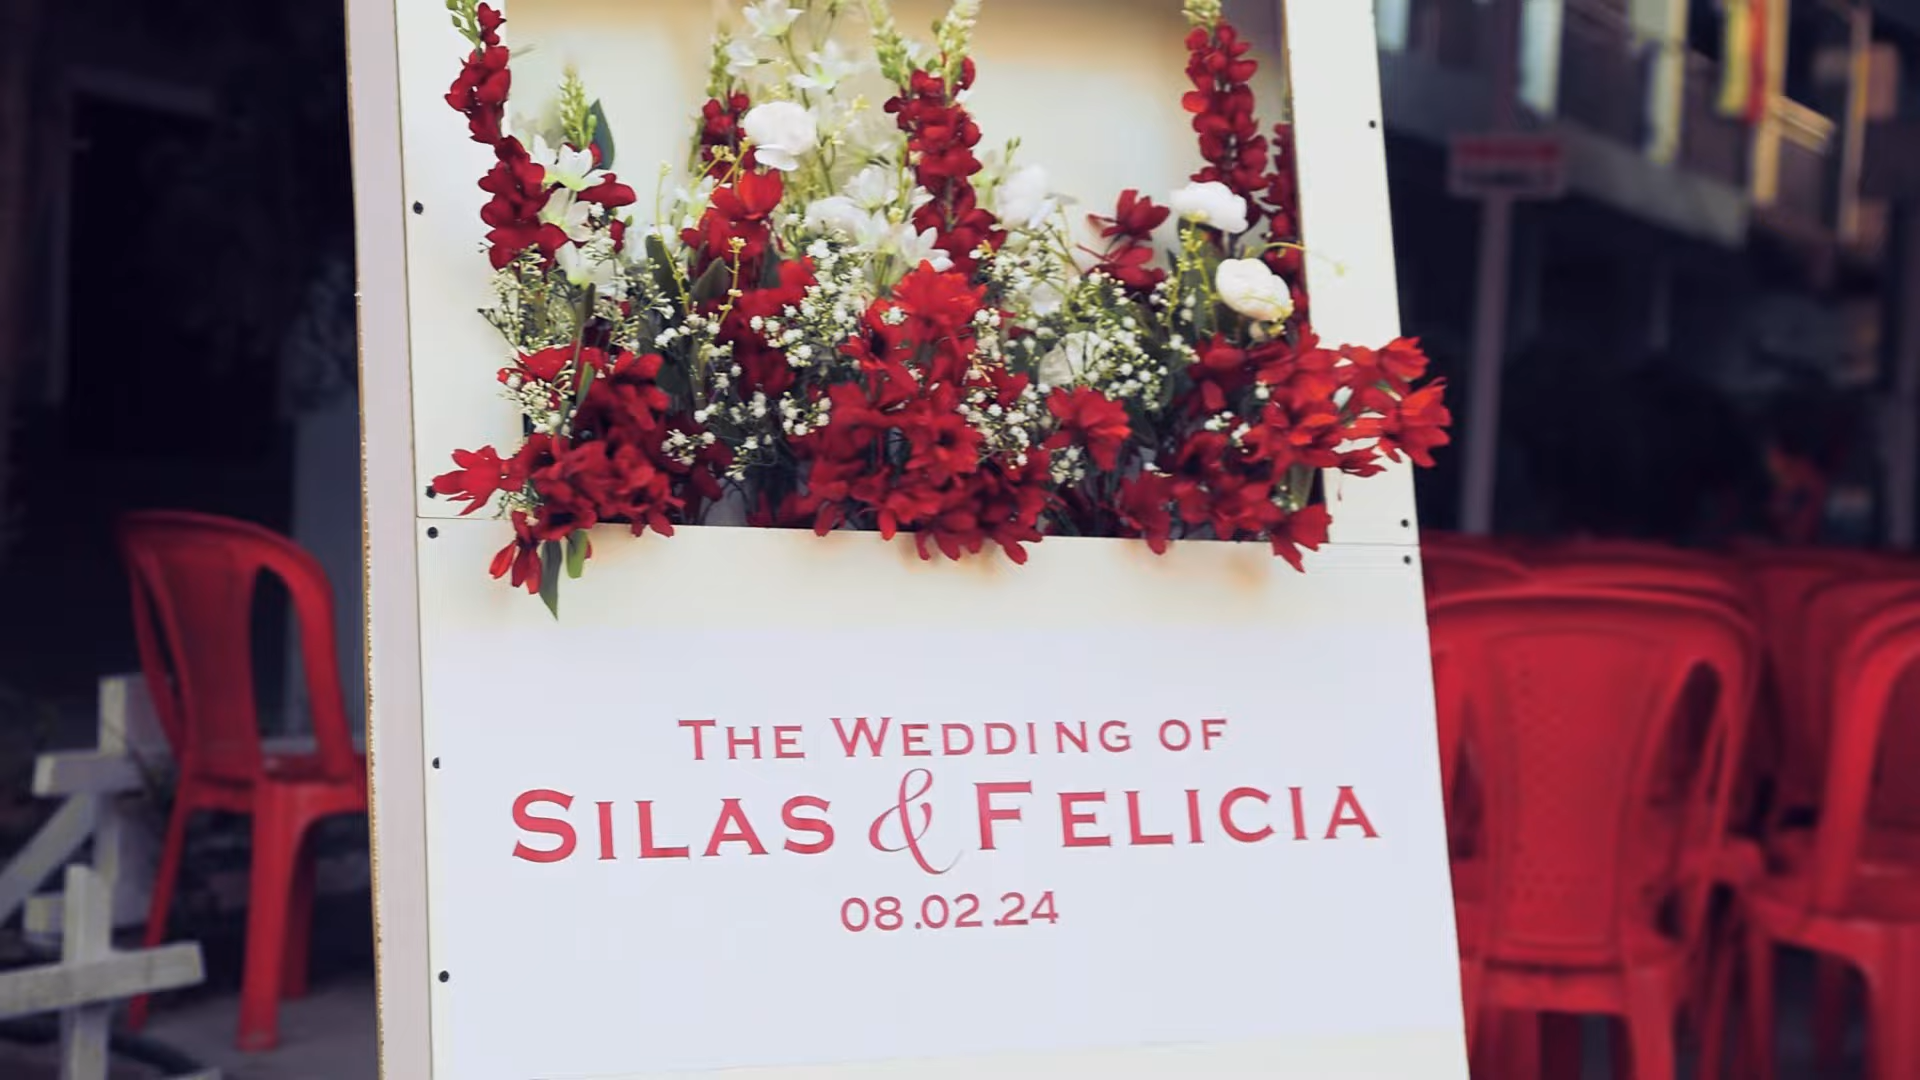 THE WEDDING OF
SILAS & FELICIA
08.02.24